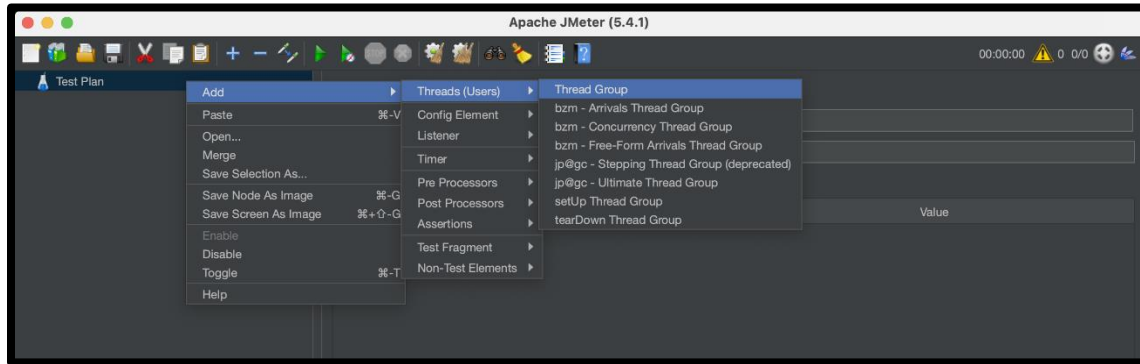 Apache JMeter (5.4.1)
STOP
00:00:00 0 0/0
Test Plan
Add
Paste ⌘-V
Open...
Merge
Save Selection As...
Save Node As Image ⌘-G
Save Screen As Image ⌘+⇧-G
Enable
Disable
Toggle ⌘-T
Help
Threads (Users)
Config Element
Listener
Timer
Pre Processors
Post Processors
Assertions
Test Fragment
Non-Test Elements
Thread Group
bzm - Arrivals Thread Group
bzm - Concurrency Thread Group
bzm - Free-Form Arrivals Thread Group
jp@gc - Stepping Thread Group (deprecated)
jp@gc - Ultimate Thread Group
setUp Thread Group
tearDown Thread Group
Value